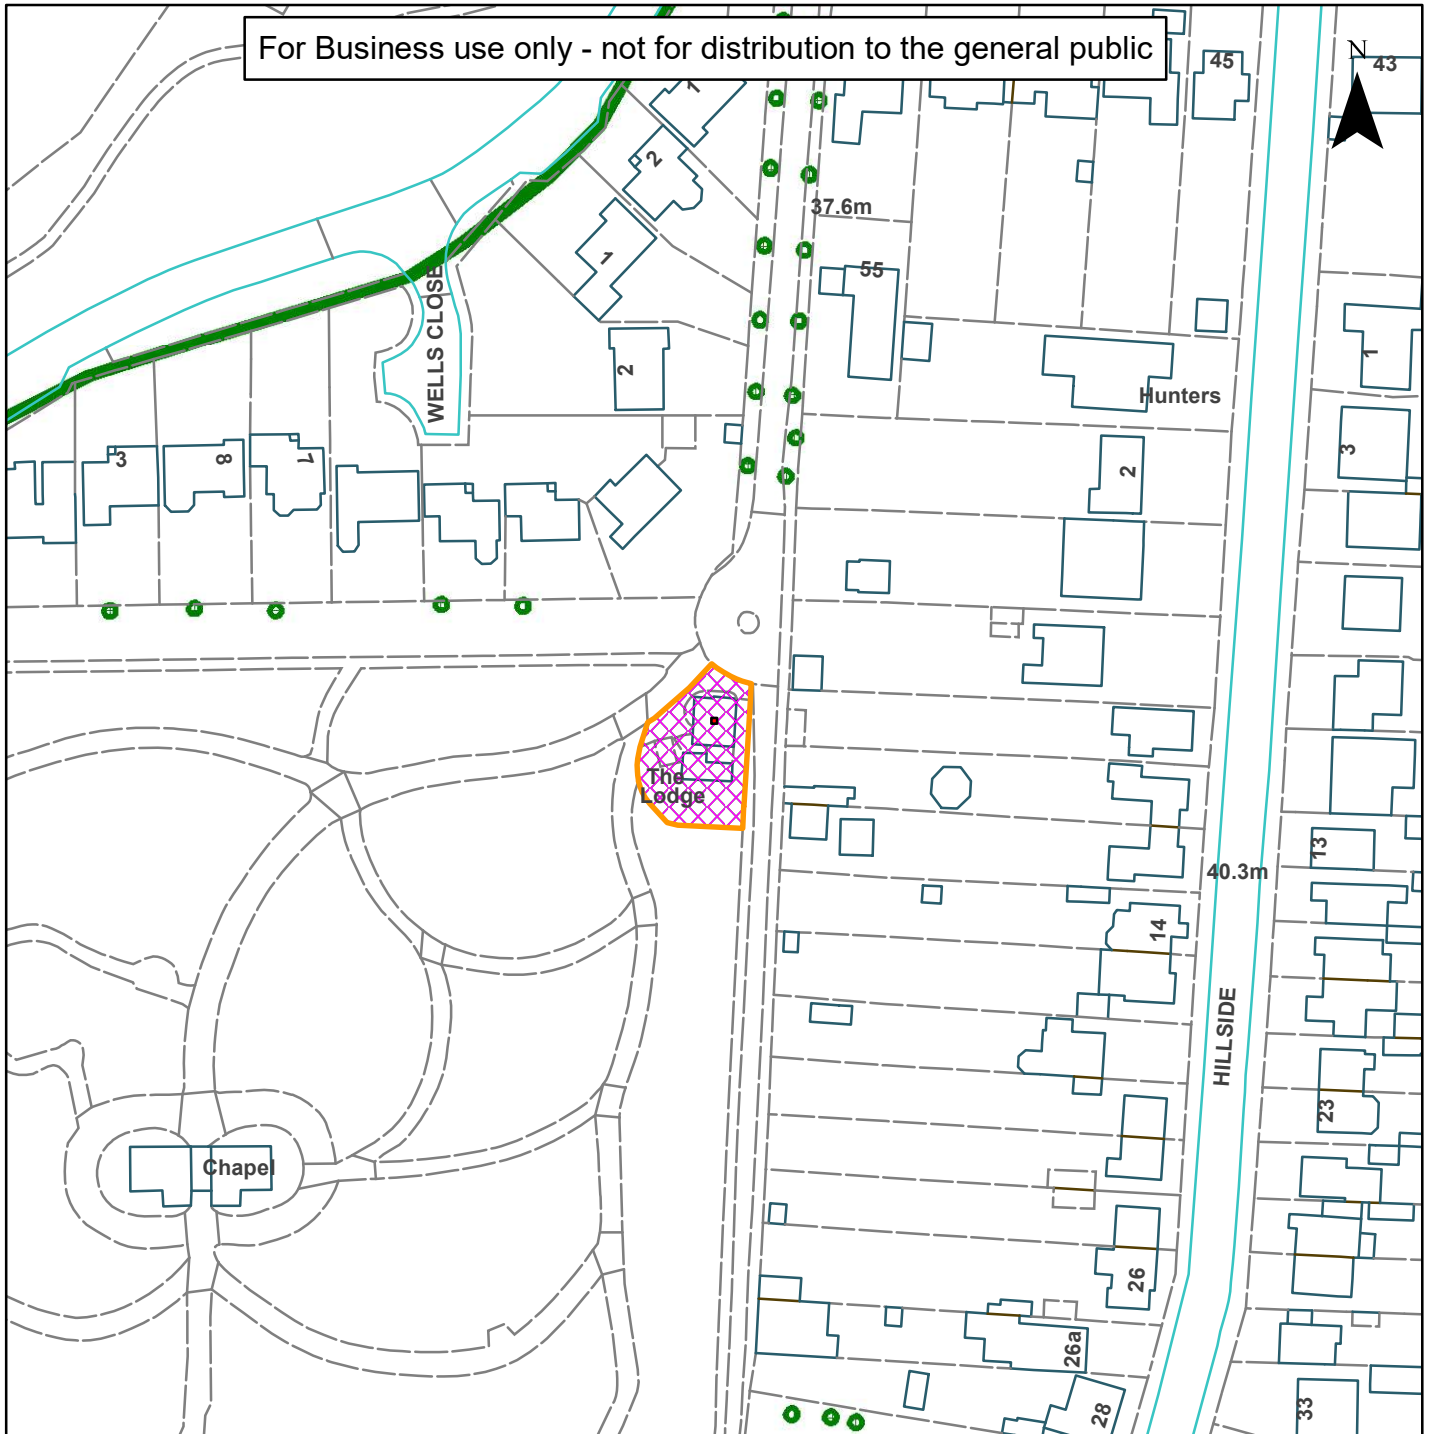 For Business use only - not for distribution to the general public
N
45
43
1
2
37.6m
1
55
WELLS CLOSE
2
1
Hunters
3
8
7
2
3
The
Lodge
13
40.3m
14
HILLSIDE
23
Chapel
26
26a
28
33